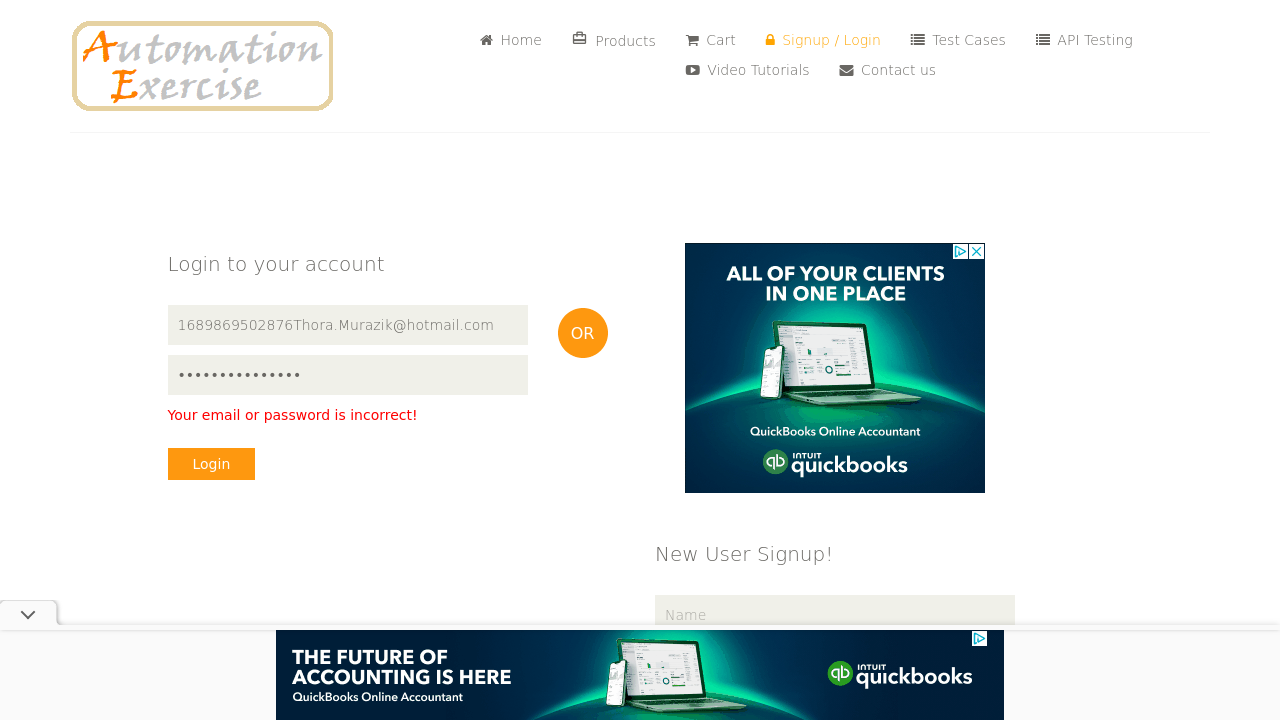 Automation
Exercise
Home
Products
Cart
Signup / Login
Test Cases
API Testing
Video Tutorials
Contact us
Login to your account
1689869502876Thora.Murazik@hotmail.com
•••••••••••••••
Your email or password is incorrect!
Login
OR
ALL OF YOUR CLIENTS
IN ONE PLACE
QuickBooks Online Accountant
qb INTUIT
quickbooks
New User Signup!
Name
THE FUTURE OF
ACCOUNTING IS HERE
QuickBooks Online Accountant
qb INTUIT
quickbooks